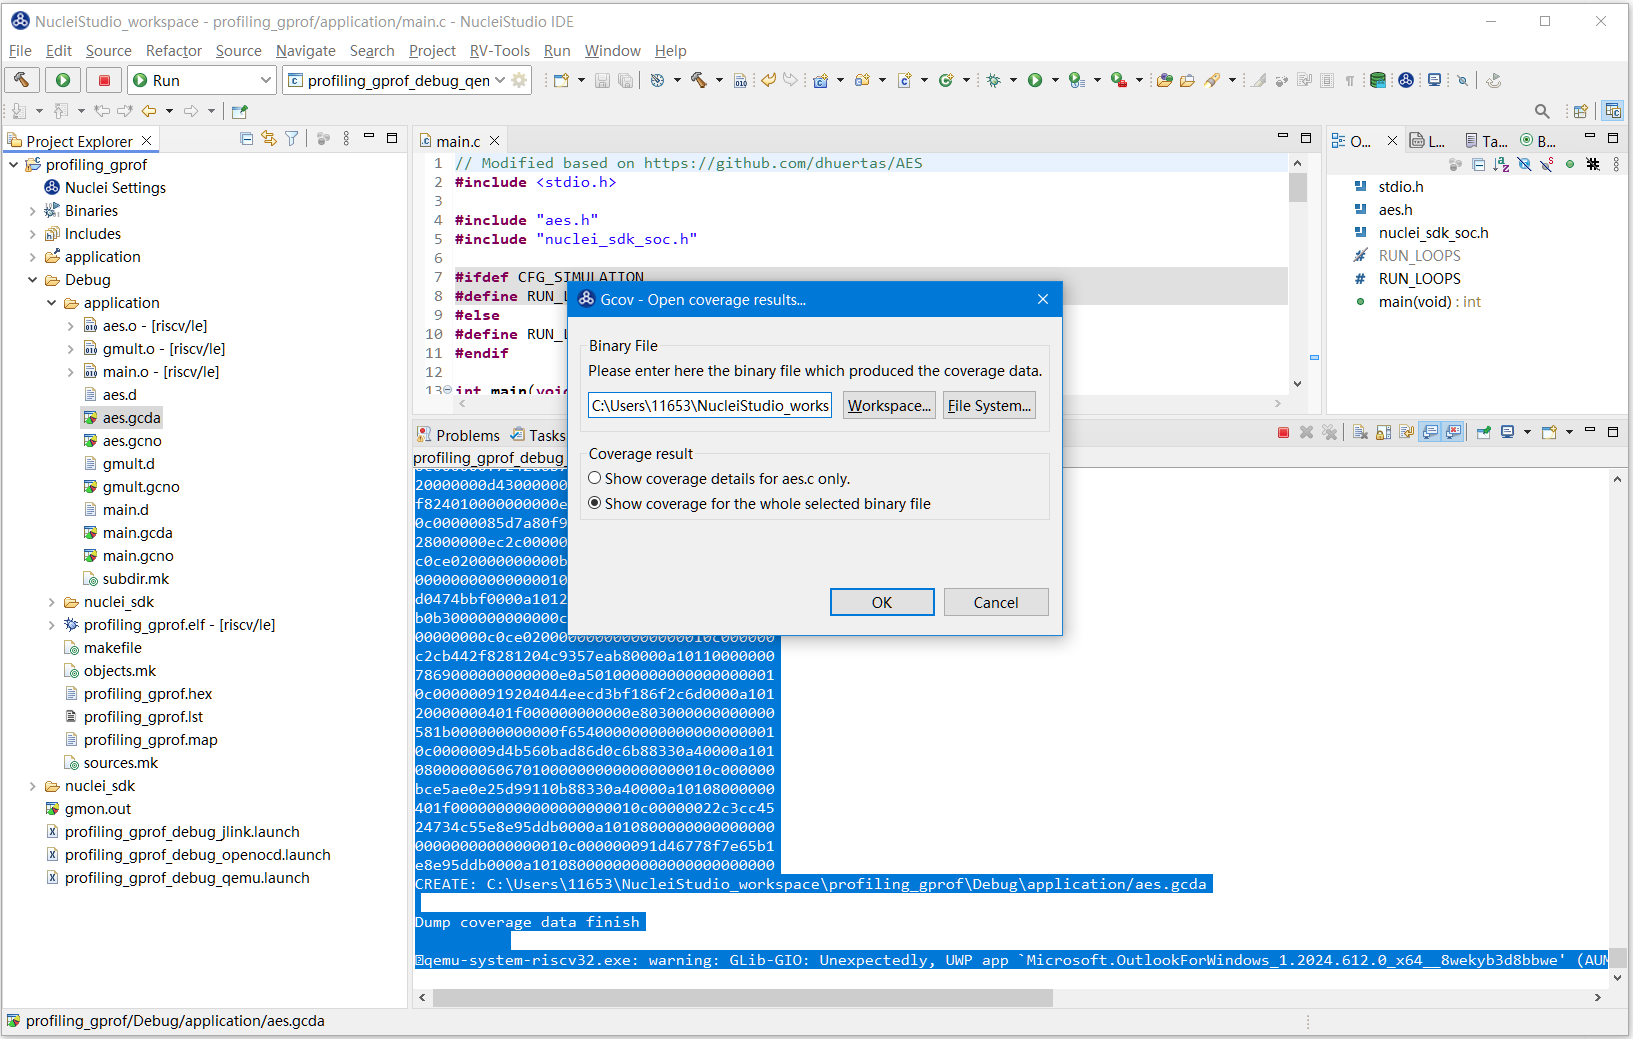 NucleiStudio_workspace - profiling_gprof/application/main.c - NucleiStudio IDE
File Edit Source Refactor Source Navigate Search Project RV-Tools Run Window Help
Run
profiling_gprof_debug_qem
Project Explorer
profiling_gprof
Nuclei Settings
Binaries
Includes
application
Debug
application
aes.o - [riscv/le]
gmult.o - [riscv/le]
main.o - [riscv/le]
aes.d
aes.gcda
aes.gcno
gmult.d
gmult.gcno
main.d
main.gcda
main.gcno
subdir.mk
nuclei_sdk
profiling_gprof.elf - [riscv/le]
makefile
objects.mk
profiling_gprof.hex
profiling_gprof.lst
profiling_gprof.map
sources.mk
nuclei_sdk
gmon.out
profiling_gprof_debug_jlink.launch
profiling_gprof_debug_openocd.launch
profiling_gprof_debug_qemu.launch
main.c
1 // Modified based on https://github.com/dhuertas/AES
2 #include <stdio.h>
3
4 #include "aes.h"
5 #include "nuclei_sdk_soc.h"
6
7 #ifdef CFG_SIMULATION
8 #define RUN_L
9 #else
10 #define RUN_L
11 #endif
12
13 int main(void
O... L... Ta... B...
stdio.h
aes.h
nuclei_sdk_soc.h
RUN_LOOPS
RUN_LOOPS
main(void) : int
Gcov - Open coverage results...
Binary File
Please enter here the binary file which produced the coverage data.
C:\Users\11653\NucleiStudio_works
Workspace...
File System...
Coverage result
Show coverage details for aes.c only.
Show coverage for the whole selected binary file
OK
Cancel
Problems Tasks
profiling_gprof_debug_
20000000d43000000
f824010000000000e
0c00000085d7a80f9
28000000ec2c00000
c0ce020000000000b
00000000000000010
d0474bbf0000a1012
b0b3000000000000c
00000000c0ce02000000000000000010c000000
c2cb442f8281204c9357eab80000a10110000000
7869000000000000e0a501000000000000000001
0c000000919204044eecd3bf186f2c6d0000a101
20000000401f000000000000e803000000000000
581b000000000000f65400000000000000000001
0c0000009d4b560bad86d0c6b88330a40000a101
080000006067010000000000000000010c000000
bce5ae0e25d99110b88330a40000a10108000000
401f000000000000000000010c00000022c3cc45
24734c55e8e95ddb0000a1010800000000000000
00000000000000010c000000091d46778f7e65b1
e8e95ddb0000a101080000000000000000000000
CREATE: C:\Users\11653\NucleiStudio_workspace\profiling_gprof\Debug\application/aes.gcda
Dump coverage data finish
qemu-system-riscv32.exe: warning: GLib-GIO: Unexpectedly, UWP app `Microsoft.OutlookForWindows_1.2024.612.0_x64__8wekyb3d8bbwe' (AUM
profiling_gprof/Debug/application/aes.gcda